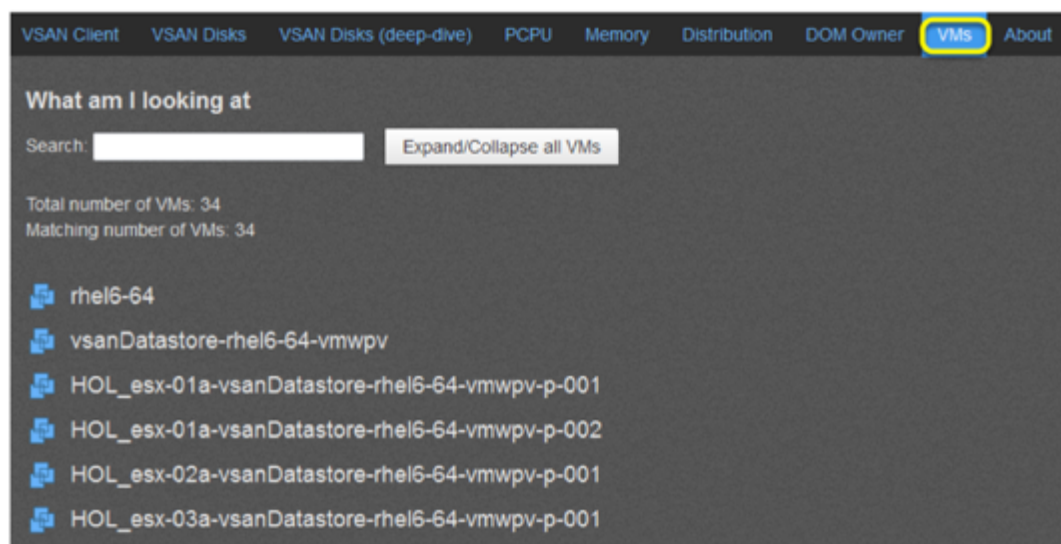 VSAN Client VSAN Disks VSAN Disks (deep-dive) PCPU Memory Distribution DOM Owner VMs About
What am I looking at
Search: Expand/Collapse all VMs
Total number of VMs: 34
Matching number of VMs: 34
rhel6-64
vsanDatastore-rhel6-64-vmwpv
HOL_esx-01a-vsanDatastore-rhel6-64-vmwpv-p-001
HOL_esx-01a-vsanDatastore-rhel6-64-vmwpv-p-002
HOL_esx-02a-vsanDatastore-rhel6-64-vmwpv-p-001
HOL_esx-03a-vsanDatastore-rhel6-64-vmwpv-p-001